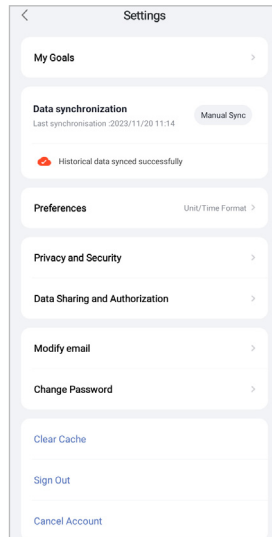 Settings
My Goals
Data synchronization
Manual Sync
Last synchronisation :2023/11/20 11:14
Historical data synced successfully
Preferences
Unit/Time Format
Privacy and Security
Data Sharing and Authorization
Modify email
Change Password
Clear Cache
Sign Out
Cancel Account